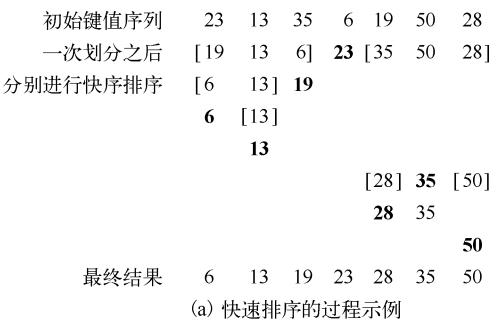 初始键值序列 23 13 35 6 19 50 28
一次划分之后 [19 13 6] 23 [35 50 28]
分别进行快序排序 [6 13] 19
6 [13]
13
[28] 35 [50]
28 35
50
最终结果 6 13 19 23 28 35 50
(a) 快速排序的过程示例